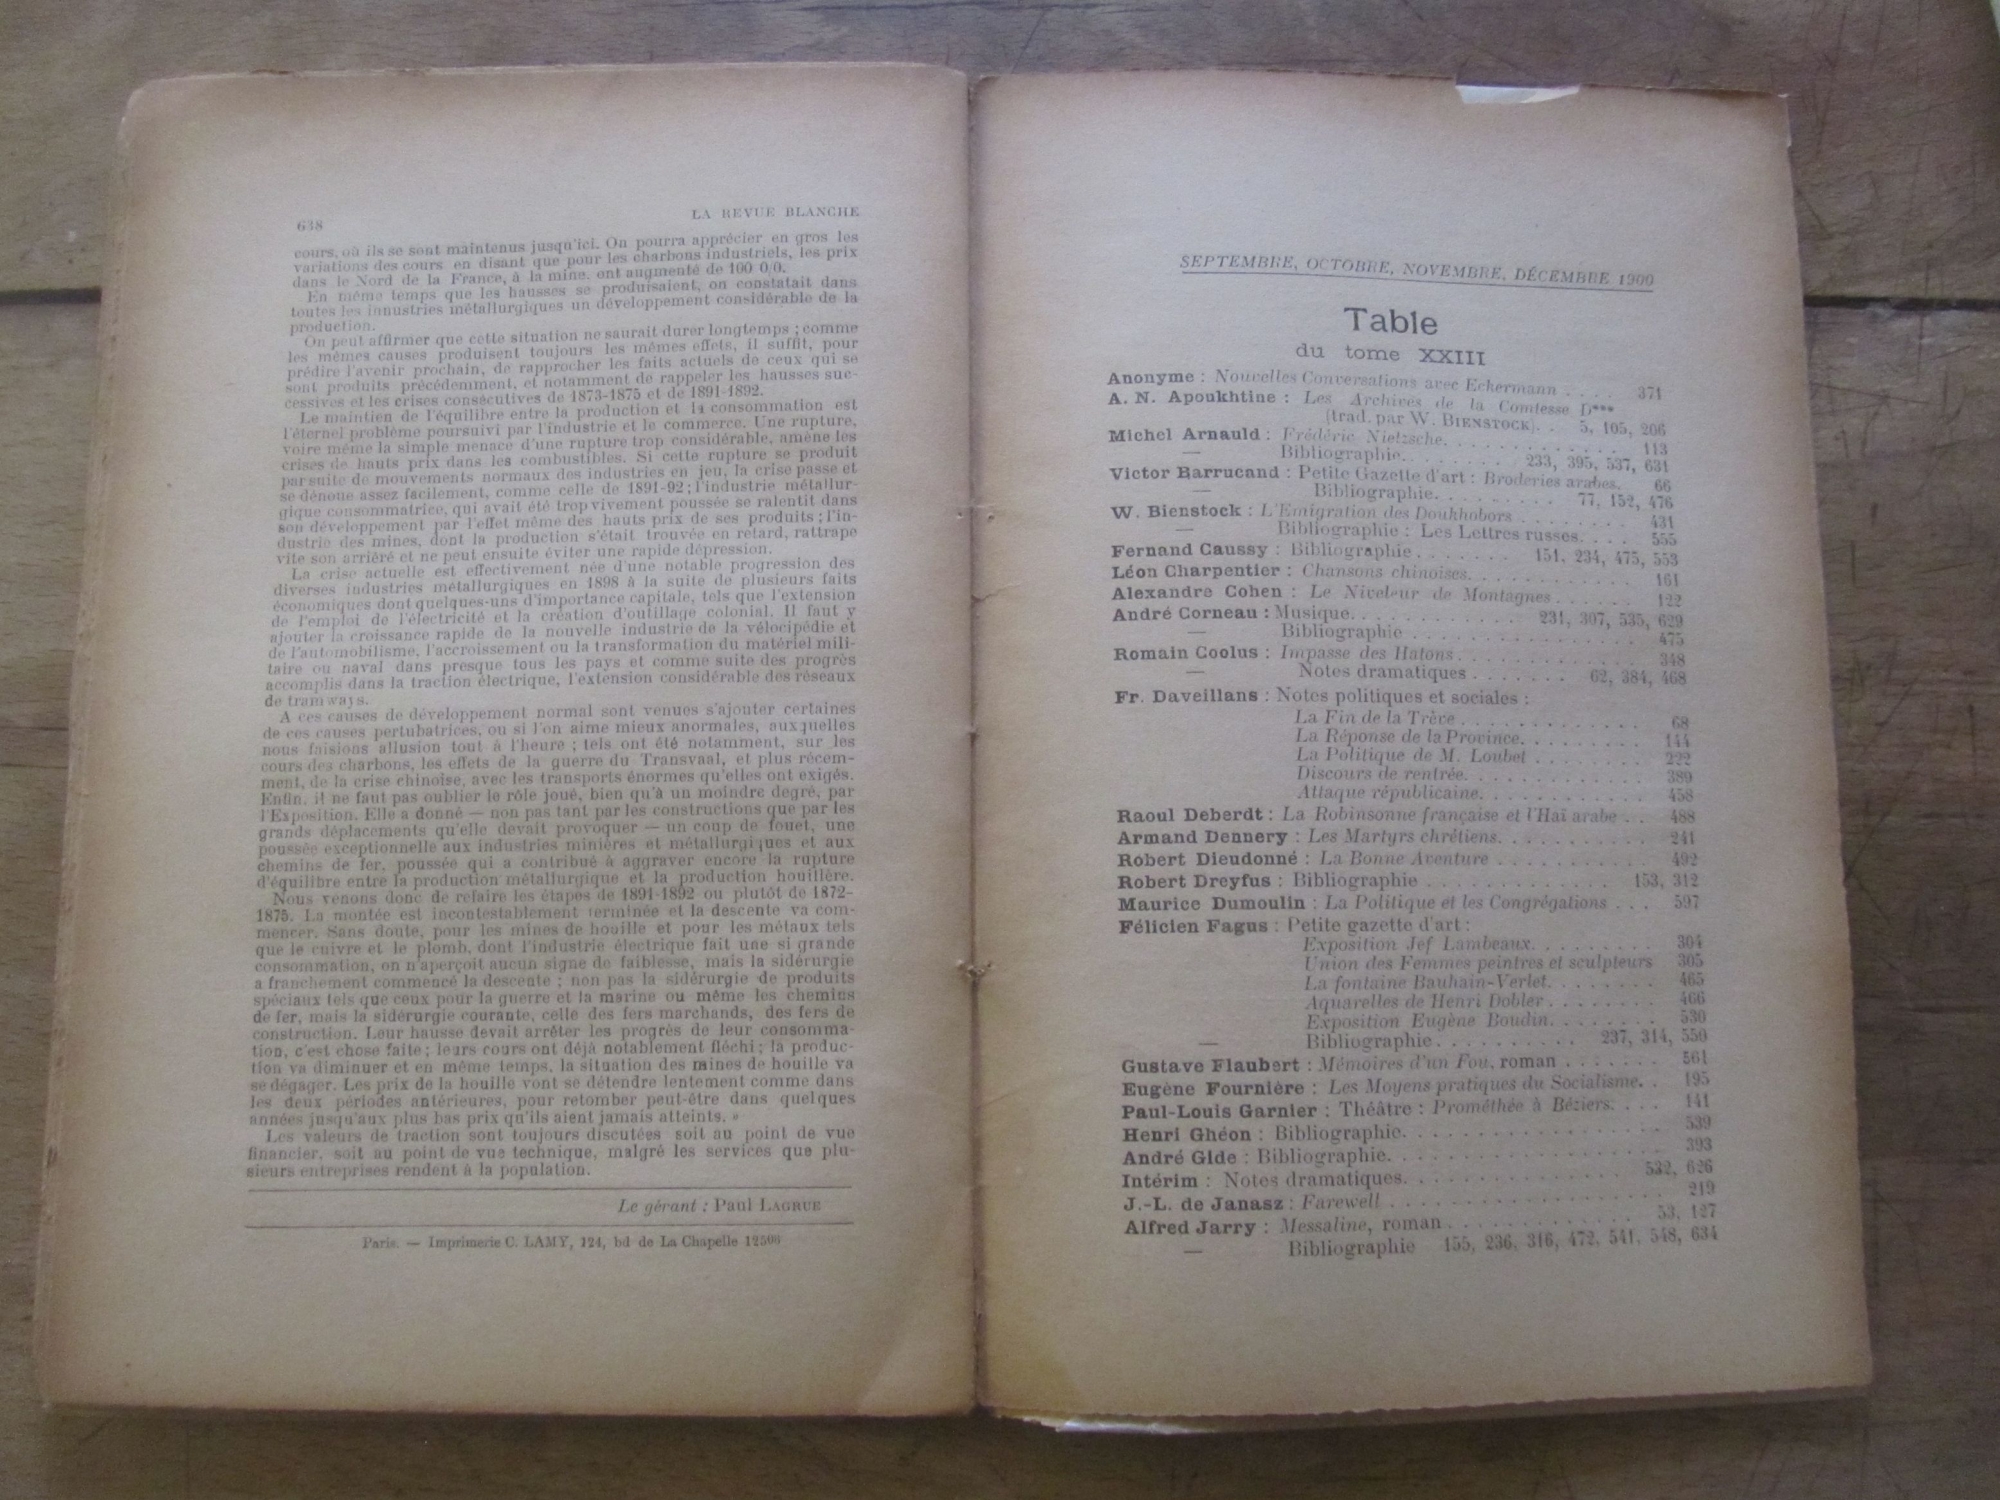 638
LA REVUE BLANCHE
cours, où ils se sont maintenus jusqu'ici. On pourra apprécier en gros les
variations des cours en disant que pour les charbons industriels, les prix
dans le Nord de la France, à la mine, ont augmenté de 100 0/0.
En même temps que les hausses se produisaient, on constatait dans
toutes les industries métallurgiques un développement considérable de la
production.
On peut affirmer que cette situation ne saurait durer longtemps ; comme
les mêmes causes produisent toujours les mêmes effets, il suffit, pour
prédire l'avenir prochain, de rapprocher les faits actuels de ceux qui se
sont produits précédemment, et notamment de rappeler les hausses suc-
cessives et les crises consécutives de 1873-1875 et de 1891-1892.
Le maintien de l'équilibre entre la production et la consommation est
l'éternel problème poursuivi par l'industrie et le commerce. Une rupture,
voire même la simple menace d'une rupture trop considérable, amène les
crises de hauts prix dans les combustibles. Si cette rupture se produit
par suite de mouvements normaux des industries en jeu, la crise passe et
se dénoue assez facilement, comme celle de 1891-92 ; l'industrie métallur-
gique consommatrice, qui avait été trop vivement poussée se ralentit dans
son développement par l'effet même des hauts prix de ses produits ; l'in-
dustrie des mines, dont la production s'était trouvée en retard, rattrape
vite son arriéré et ne peut ensuite éviter une rapide dépression.
La crise actuelle est effectivement née d'une notable progression des
diverses industries métallurgiques en 1898 à la suite de plusieurs faits
économiques dont quelques-uns d'importance capitale, tels que l'extension
de l'emploi de l'électricité et la création d'outillage colonial. Il faut y
ajouter la croissance rapide de la nouvelle industrie de la vélocipédie et
de l'automobilisme, l'accroissement ou la transformation du matériel mili-
taire ou naval dans presque tous les pays et comme suite des progrès
accomplis dans la traction électrique, l'extension considérable des réseaux
de tramways.
A ces causes de développement normal sont venues s'ajouter certaines
de ces causes pertubatrices, ou si l'on aime mieux anormales, auxquelles
nous faisions allusion tout à l'heure ; tels ont été notamment, sur les
cours des charbons, les effets de la guerre du Transvaal, et plus récem-
ment, de la crise chinoise, avec les transports énormes qu'elles ont exigés.
Enfin, il ne faut pas oublier le rôle joué, bien qu'à un moindre degré, par
l'Exposition. Elle a donné — non pas tant par les constructions que par les
grands déplacements qu'elle devait provoquer — un coup de fouet, une
poussée exceptionnelle aux industries minières et métallurgiques et aux
chemins de fer, poussée qui a contribué à aggraver encore la rupture
d'équilibre entre la production métallurgique et la production houillère.
Nous venons donc de refaire les étapes de 1891-1892 ou plutôt de 1872-
1875. La montée est incontestablement terminée et la descente va com-
mencer. Sans doute, pour les mines de houille et pour les métaux tels
que le cuivre et le plomb, dont l'industrie électrique fait une si grande
consommation, on n'aperçoit aucun signe de faiblesse, mais la sidérurgie
a franchement commencé la descente ; non pas la sidérurgie de produits
spéciaux tels que ceux pour la guerre et la marine ou même les chemins
de fer, mais la sidérurgie courante, celle des fers marchands, des fers de
construction. Leur hausse devait arrêter les progrès de leur consomma-
tion, c'est chose faite ; leurs cours ont déjà notablement fléchi ; la produc-
tion va diminuer et en même temps, la situation des mines de houille va
se dégager. Les prix de la houille vont se détendre lentement comme dans
les deux périodes antérieures, pour retomber peut-être dans quelques
années jusqu'aux plus bas prix qu'ils aient jamais atteints. »
Les valeurs de traction sont toujours discutées soit au point de vue
financier, soit au point de vue technique, malgré les services que plu-
sieurs entreprises rendent à la population.
Le gérant : Paul LAGRUE
Paris. — Imprimerie C. LAMY, 124, bd de La Chapelle 12506
SEPTEMBRE, OCTOBRE, NOVEMBRE, DÉCEMBRE 1900
Table
du tome XXIII
Anonyme : Nouvelles Conversations avec Eckermann .... 371
A. N. Apoukhtine : Les Archives de la Comtesse D***
(trad. par W. BIENSTOCK). . 5, 105, 206
Michel Arnauld : Frédéric Nietzsche. ........ 113
— Bibliographie. ....... 233, 395, 537, 631
Victor Barrucand : Petite Gazette d'art : Broderies arabes. 66
— Bibliographie. ........ 77, 152, 476
W. Bienstock : L'Emigration des Doukhobors ........ 431
— Bibliographie : Les Lettres russes. ... 555
Fernand Caussy : Bibliographie ....... 151, 234, 475, 553
Léon Charpentier : Chansons chinoises. .......... 161
Alexandre Cohen : Le Niveleur de Montagnes ...... 122
André Corneau : Musique. .......... 231, 307, 535, 629
— Bibliographie ............. 475
Romain Coolus : Impasse des Hatons. .......... 348
— Notes dramatiques ....... 62, 384, 468
Fr. Daveillans : Notes politiques et sociales :
La Fin de la Trève ............ 68
La Réponse de la Province. ........ 144
La Politique de M. Loubet ........ 222
Discours de rentrée. ........... 389
Attaque républicaine. .......... 458
Raoul Deberdt : La Robinsonne française et l'Haï arabe .. 488
Armand Dennery : Les Martyrs chrétiens. ......... 241
Robert Dieudonné : La Bonne Aventure .......... 492
Robert Dreyfus : Bibliographie ............ 153, 312
Maurice Dumoulin : La Politique et les Congrégations ... 597
Félicien Fagus : Petite gazette d'art :
Exposition Jef Lambeaux. ....... 304
Union des Femmes peintres et sculpteurs 305
La fontaine Bauhain-Verlet. ...... 465
Aquarelles de Henri Dobler ....... 466
Exposition Eugène Boudin. ...... 530
— Bibliographie. ......... 237, 314, 550
Gustave Flaubert : Mémoires d'un Fou, roman ....... 561
Eugène Fournière : Les Moyens pratiques du Socialisme. . 195
Paul-Louis Garnier : Théâtre : Prométhée à Béziers. ... 141
Henri Ghéon : Bibliographie. ............. 539
André Gide : Bibliographie. .............. 393
Intérim : Notes dramatiques. ........... 532, 626
J.-L. de Janasz : Farewell .............. 219
Alfred Jarry : Messaline, roman .......... 53, 127
— Bibliographie 155, 236, 316, 472, 541, 548, 634